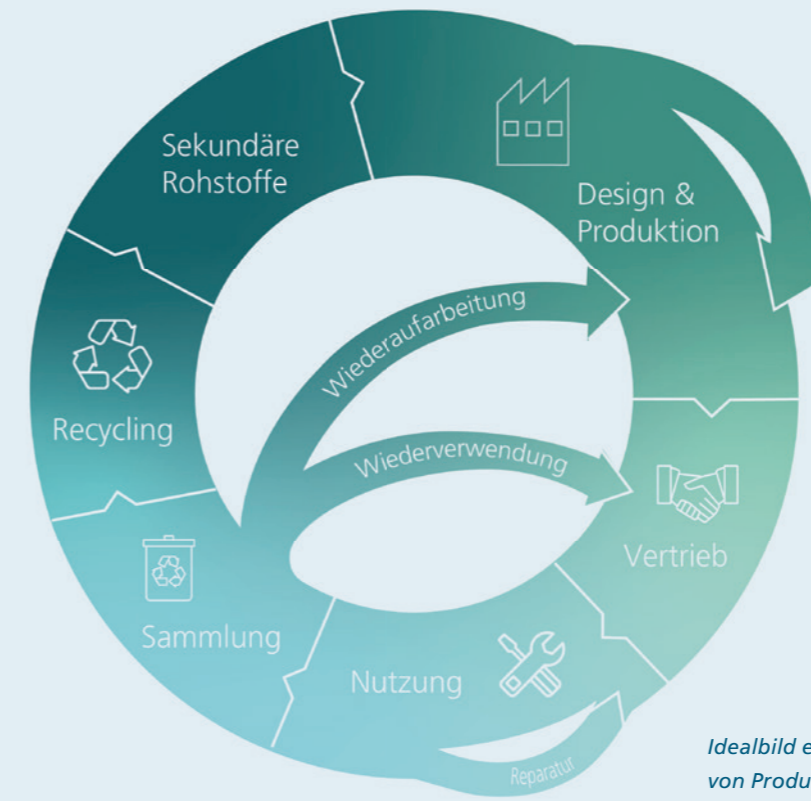 Sekundäre
Rohstoffe
Design &
Produktion
Wiederaufarbeitung
Recycling
Wiederverwendung
Vertrieb
Sammlung
Nutzung
Reparatur
Idealbild e
von Produ